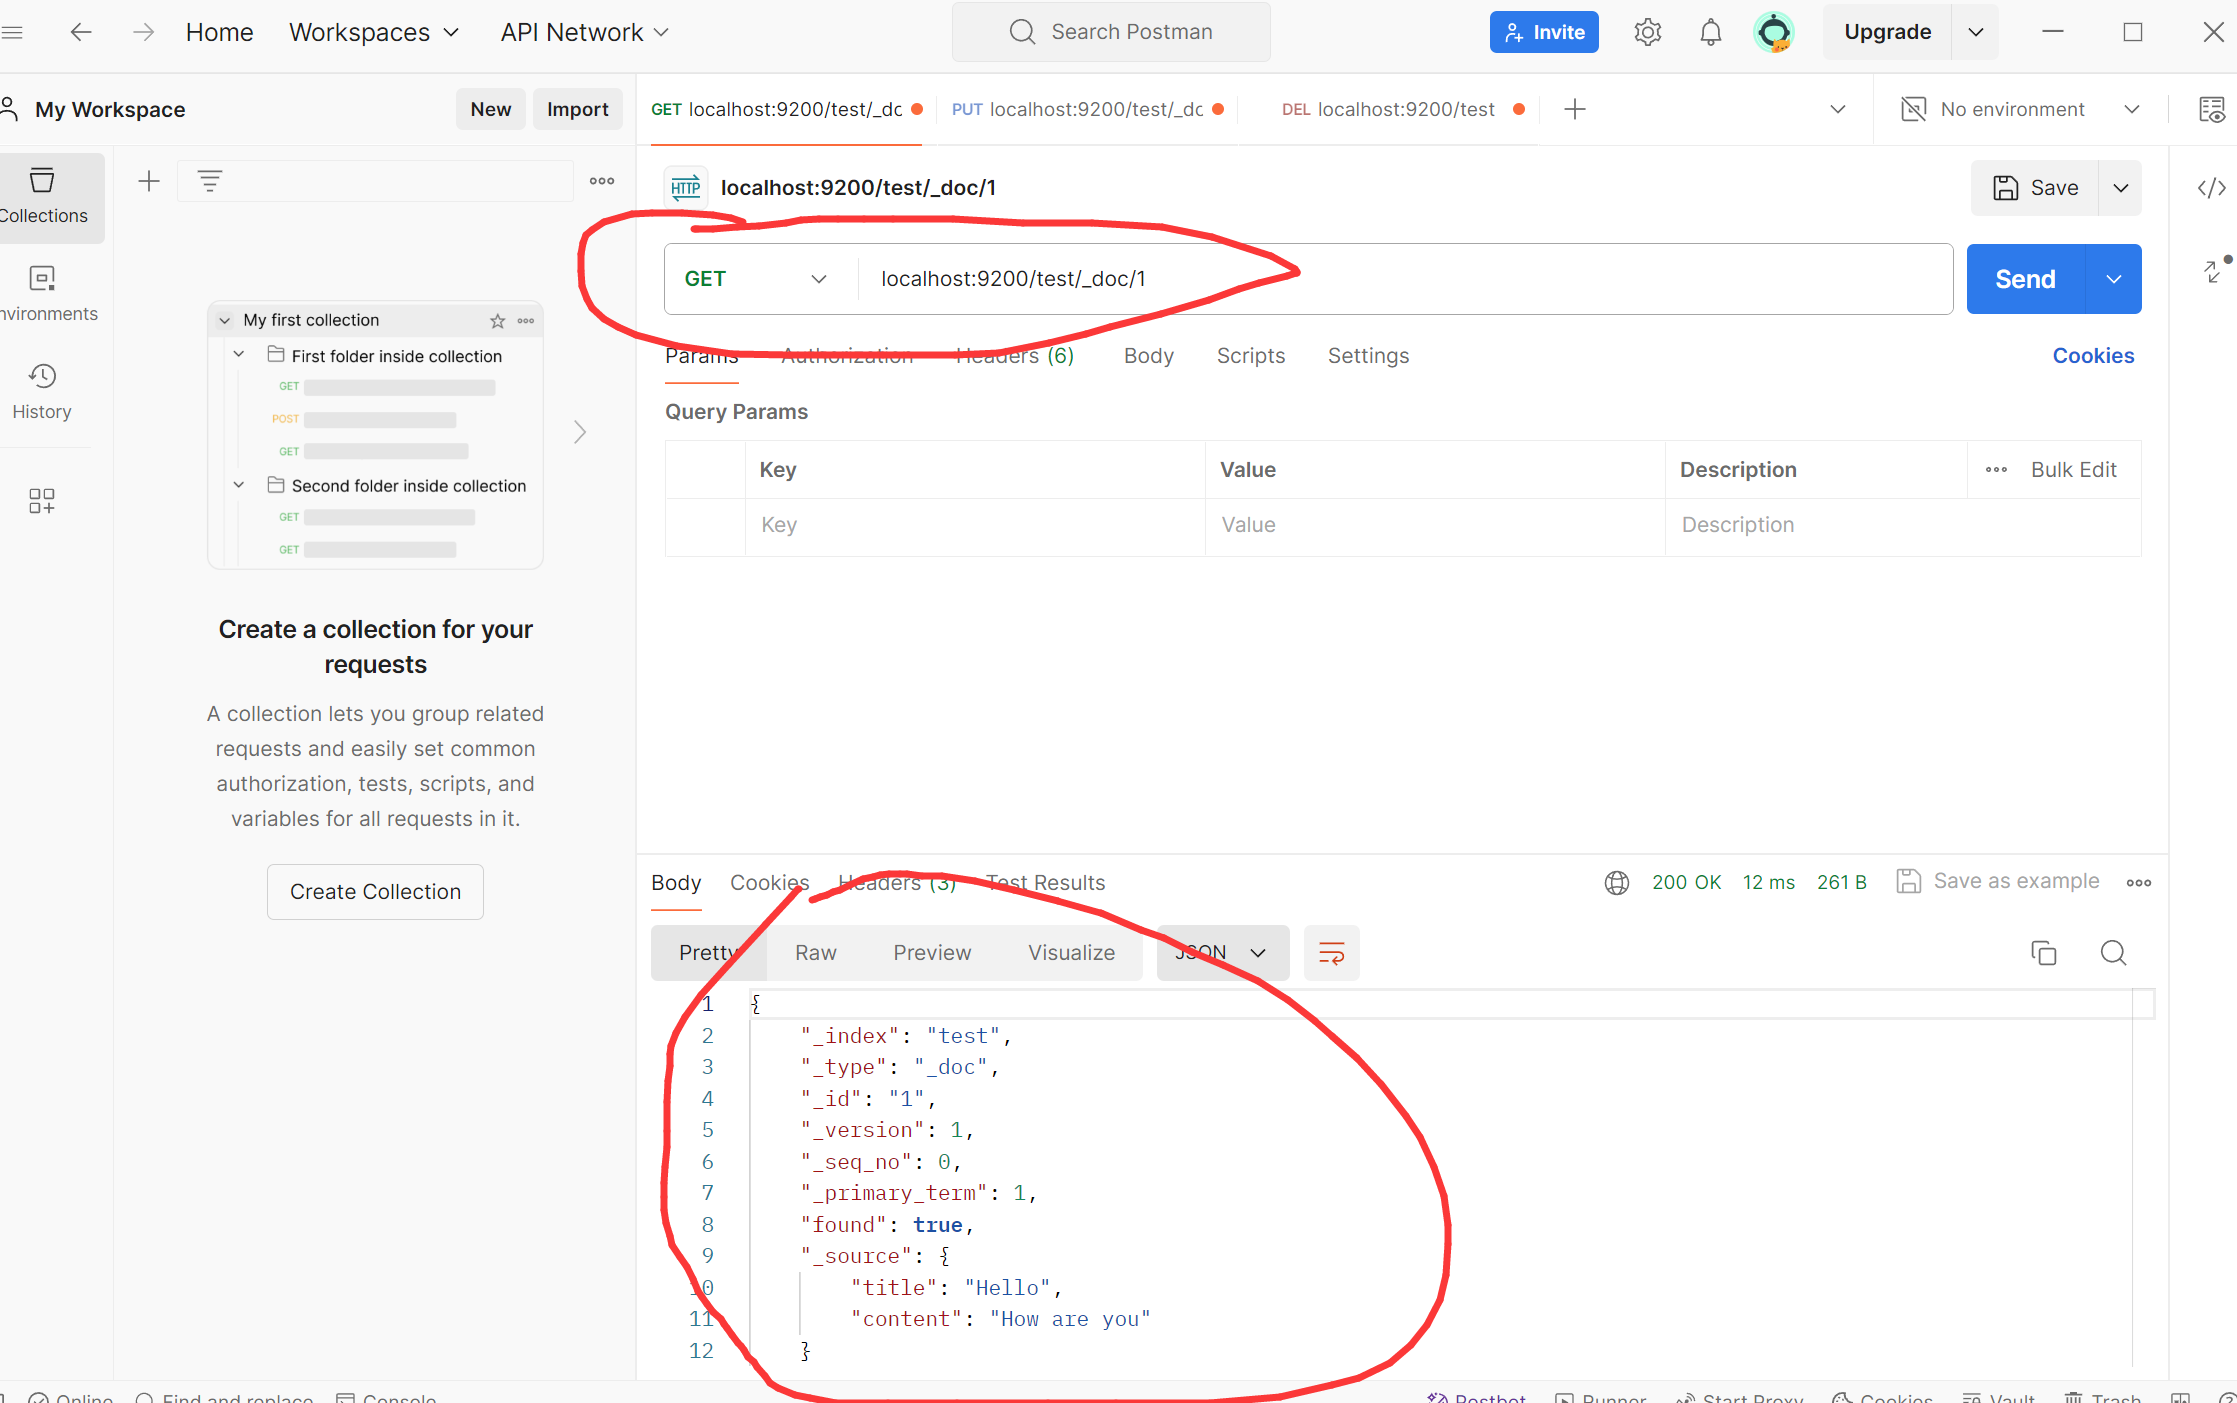 Home
Workspaces
API Network
Search Postman
Invite
Upgrade
My Workspace
New
Import
GET localhost:9200/test/_dc
PUT localhost:9200/test/_dc
DEL localhost:9200/test
No environment
Collections
Environments
History
My first collection
First folder inside collection
GET
POST
GET
Second folder inside collection
GET
GET
Create a collection for your
requests
A collection lets you group related
requests and easily set common
authorization, tests, scripts, and
variables for all requests in it.
Create Collection
HTTP
localhost:9200/test/_doc/1
Save
GET
localhost:9200/test/_doc/1
Send
Params
Authorization
Headers (6)
Body
Scripts
Settings
Cookies
Query Params
Key
Value
Description
Bulk Edit
Key
Value
Description
Body
Cookies
Headers (3)
Test Results
200 OK
12 ms
261 B
Save as example
Pretty
Raw
Preview
Visualize
JSON
1 {
2 "_index": "test",
3 "_type": "_doc",
4 "_id": "1",
5 "_version": 1,
6 "_seq_no": 0,
7 "_primary_term": 1,
8 "found": true,
9 "_source": {
10 "title": "Hello",
11 "content": "How are you"
12 }
Online
Find and replace
Console
Postbot
Runner
Start Proxy
Cookies
Vault
Trash